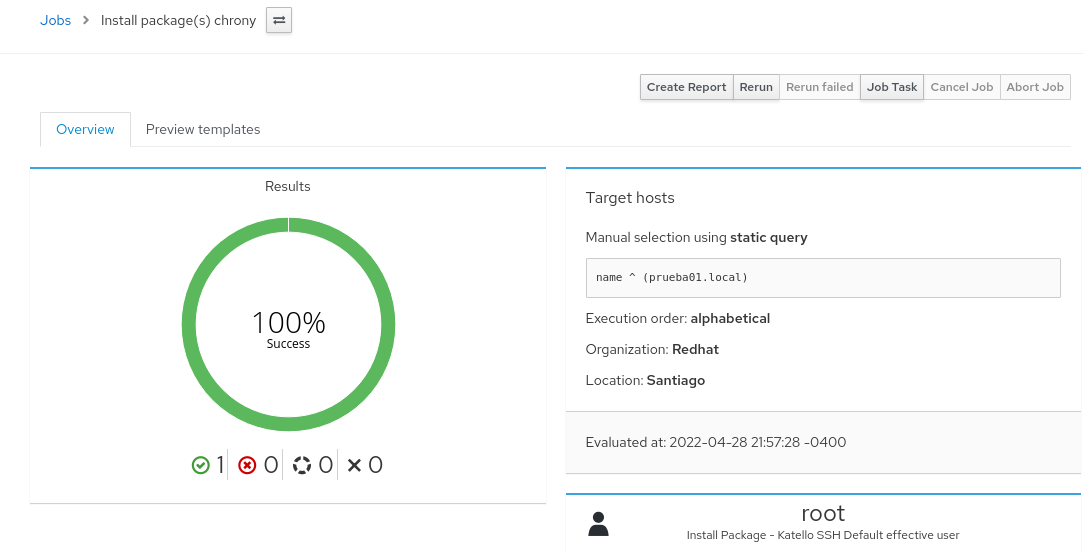 Jobs > Install package(s) chrony
Create Report Rerun Rerun failed Job Task Cancel Job Abort Job
Overview Preview templates
Results
100%
Success
1 0 0 0
Target hosts
Manual selection using static query
name ^ (prueba01.local)
Execution order: alphabetical
Organization: Redhat
Location: Santiago
Evaluated at: 2022-04-28 21:57:28 -0400
root
Install Package - Katello SSH Default effective user